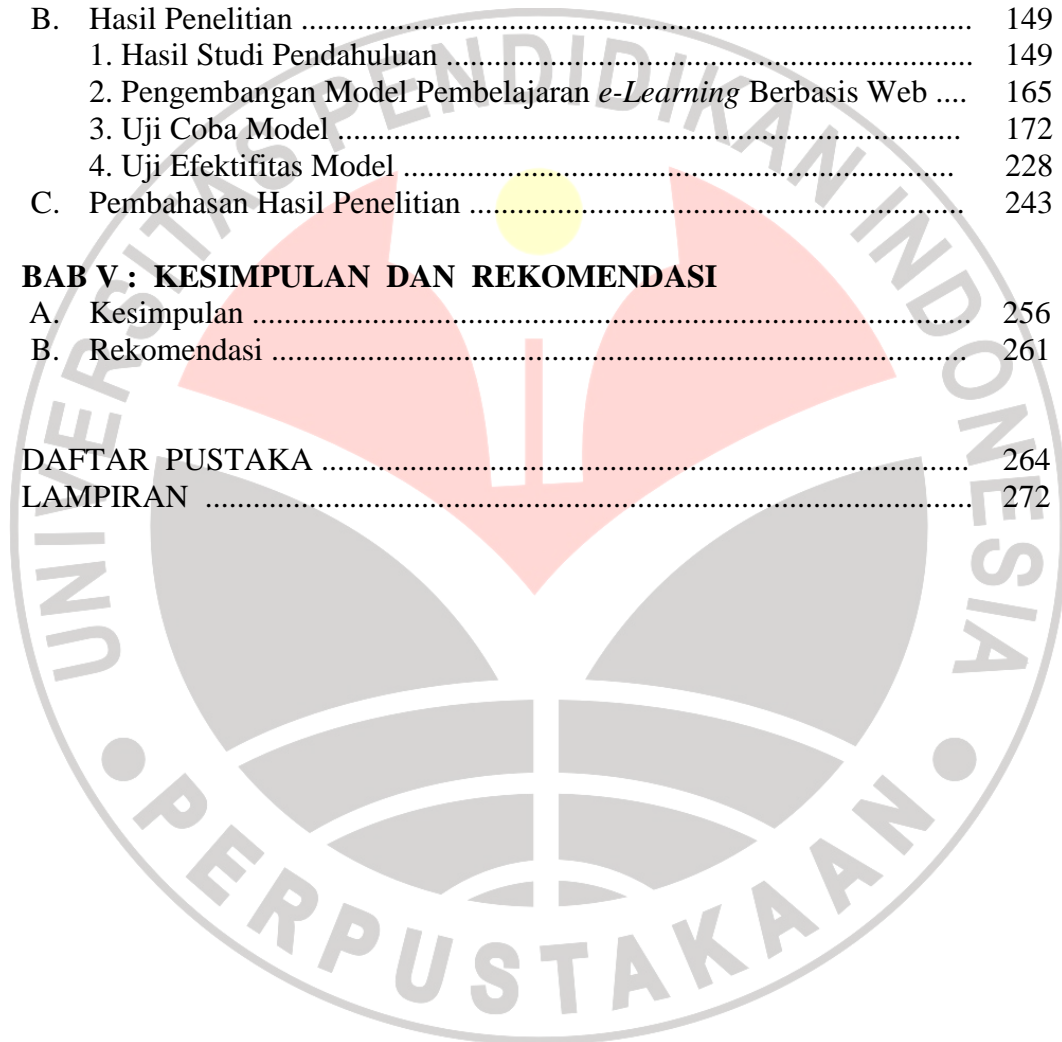 B. Hasil Penelitian ..................................................................................... 149
1. Hasil Studi Pendahuluan ................................................................ 149
2. Pengembangan Model Pembelajaran e-Learning Berbasis Web .... 165
3. Uji Coba Model ............................................................................. 172
4. Uji Efektifitas Model .................................................................... 228
C. Pembahasan Hasil Penelitian ............................................................. 243
BAB V : KESIMPULAN DAN REKOMENDASI
A. Kesimpulan ........................................................................................ 256
B. Rekomendasi ..................................................................................... 261
DAFTAR PUSTAKA ................................................................................ 264
LAMPIRAN .............................................................................................. 272
UNIVERSITAS PENDIDIKAN INDONESIA
PERPUSTAKAAN